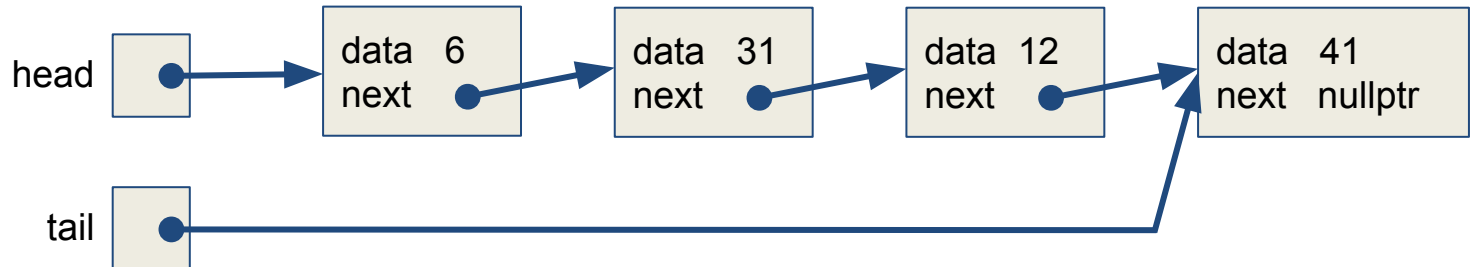 head
data 6
next
data 31
next
data 12
next
data 41
next nullptr
tail